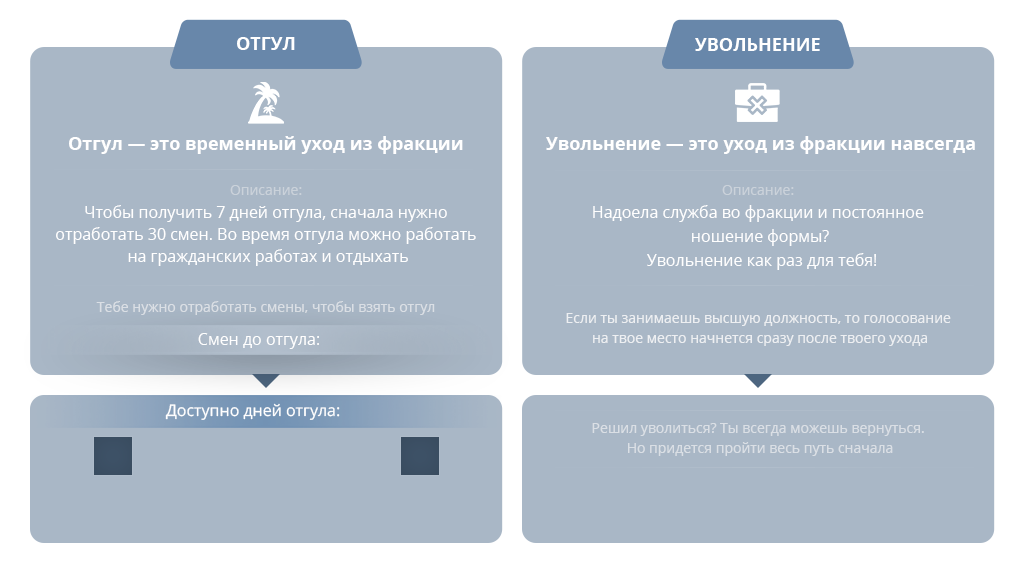 ОТГУЛ
Отгул — это временный уход из фракции
Описание:
Чтобы получить 7 дней отгула, сначала нужно
отработать 30 смен. Во время отгула можно работать
на гражданских работах и отдыхать
Тебе нужно отработать смены, чтобы взять отгул
Смен до отгула:
Доступно дней отгула:
УВОЛЬНЕНИЕ
Увольнение — это уход из фракции навсегда
Описание:
Надоела служба во фракции и постоянное
ношение формы?
Увольнение как раз для тебя!
Если ты занимаешь высшую должность, то голосование
на твое место начнется сразу после твоего ухода
Решил уволиться? Ты всегда можешь вернуться.
Но придется пройти весь путь сначала